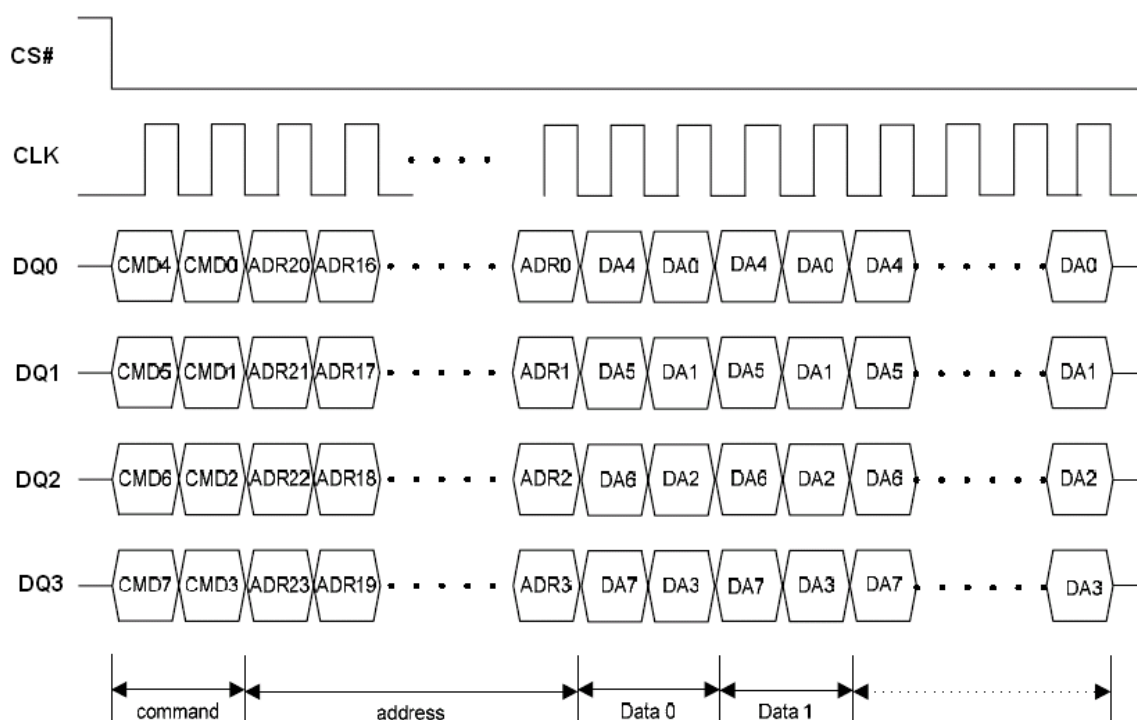 CS#
CLK
DQ0 CMD4 CMD0 ADR20 ADR16 ADR0 DA4 DA0 DA4 DA0 DA4 DA0
DQ1 CMD5 CMD1 ADR21 ADR17 ADR1 DA5 DA1 DA5 DA1 DA5 DA1
DQ2 CMD6 CMD2 ADR22 ADR18 ADR2 DA6 DA2 DA6 DA2 DA6 DA2
DQ3 CMD7 CMD3 ADR23 ADR19 ADR3 DA7 DA3 DA7 DA3 DA7 DA3
command address Data 0 Data 1